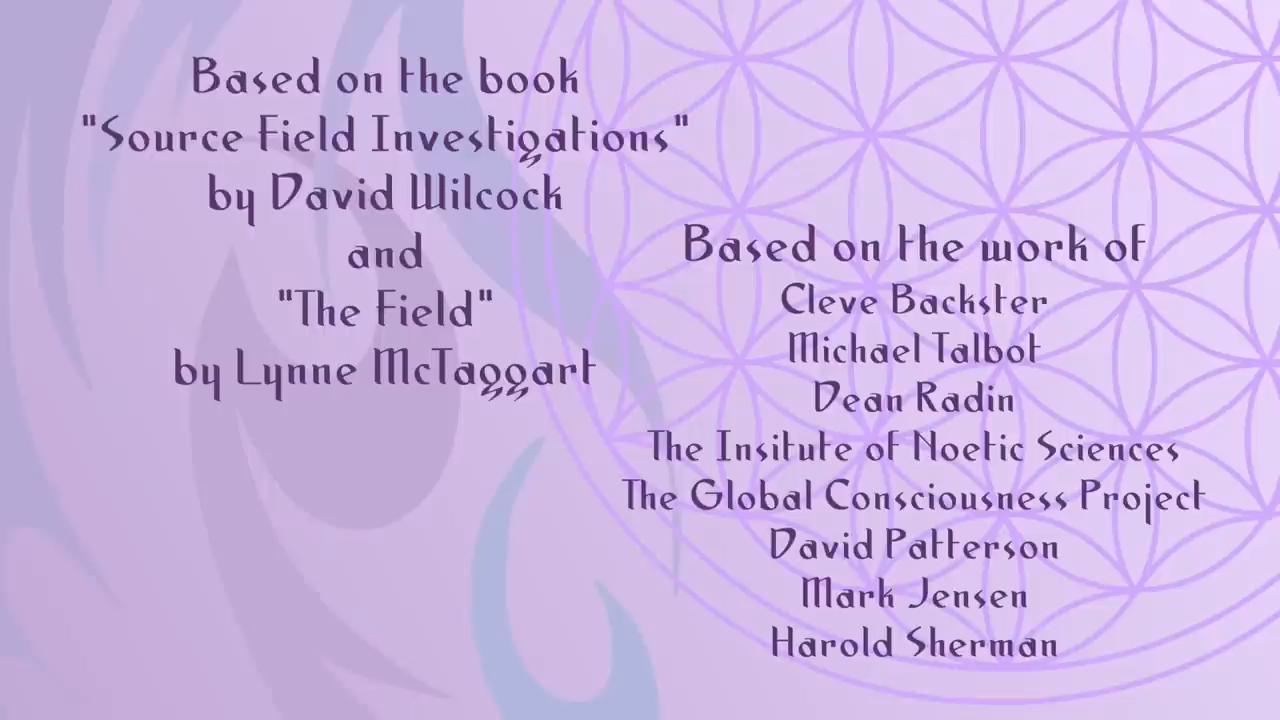 Based on the book
"Source Field Investigations"
by David Wilcock
and
"The Field"
by Lynne McTaggart
Based on the work of
Cleve Backster
Michael Talbot
Dean Radin
The Insitute of Noetic Sciences
The Global Consciousness Project
David Patterson
Mark Jensen
Harold Sherman